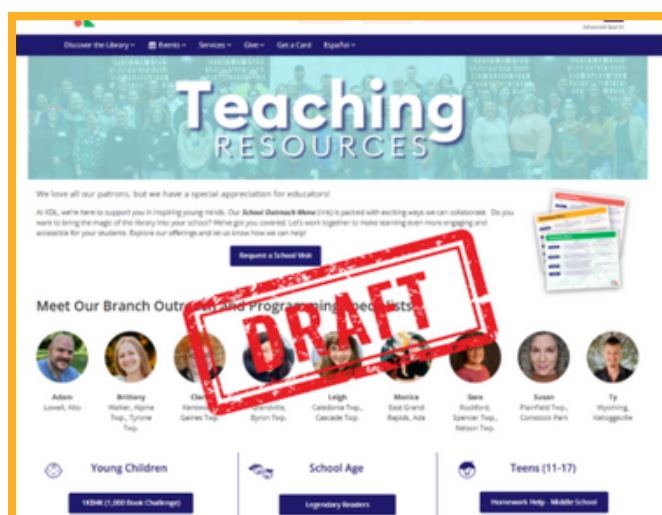 Advanced Search
Discover the Library Events Services Give Get a Card Español
Teaching
RESOURCES
We love all our patrons, but we have a special appreciation for educators!
At KDL, we're here to support you in inspiring young minds. Our School Outreach Menu (link) is packed with exciting ways we can collaborate. Do you
want to bring the magic of the library into your school? We've got you covered. Let's work together to make learning even more engaging and
accessible for your students. Explore our offerings and let us know how we can help!
Request a School Visit
Meet Our Branch Outreach and Programming Specialists
DRAFT
Adam
Lowell, Alto
Brittany
Walker, Alpine
Twp., Tyrone
Twp.
Kentwood,
Gaines Twp.
Grandville,
Byron Twp.
Leigh
Caledonia Twp.,
Cascade Twp.
Monica
East Grand
Rapids, Ada
Sara
Rockford,
Spencer Twp.,
Nelson Twp.
Susan
Plainfield Twp.,
Comstock Park
Ty
Wyoming,
Kelloggsville
Young Children
School Age
Teens (11-17)
1KB4K (1,000 Book Challenge)
Legendary Readers
Homework Help - Middle School